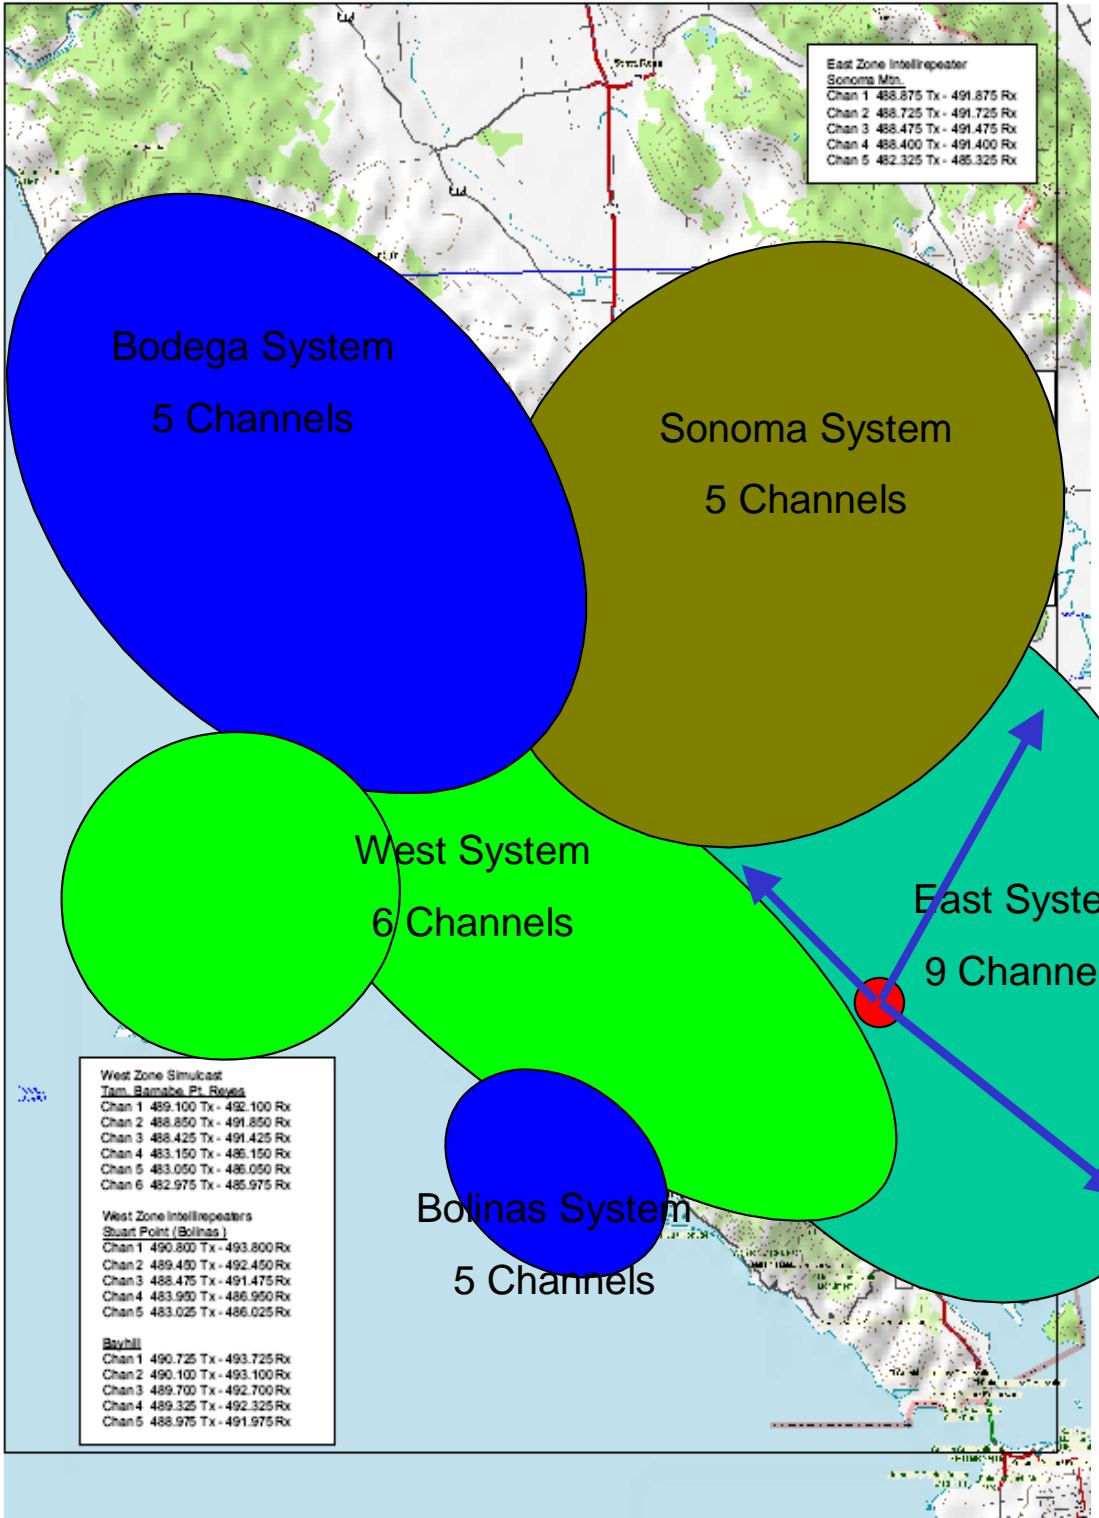 East Zone Intellirepeater
Sonoma Mtn.
Chan 1 488.875 Tx - 491.875 Rx
Chan 2 488.725 Tx - 491.725 Rx
Chan 3 488.475 Tx - 491.475 Rx
Chan 4 488.400 Tx - 491.400 Rx
Chan 5 482.325 Tx - 485.325 Rx
Bodega System
5 Channels
Sonoma System
5 Channels
West System
6 Channels
East Syste
9 Channe
Bolinas System
5 Channels
West Zone Simulcast
Tam, Barnabe, Pt. Reyes
Chan 1 489.100 Tx - 492.100 Rx
Chan 2 488.850 Tx - 491.850 Rx
Chan 3 488.425 Tx - 491.425 Rx
Chan 4 483.150 Tx - 486.150 Rx
Chan 5 483.050 Tx - 486.050 Rx
Chan 6 482.975 Tx - 485.975 Rx
West Zone Intellirepeaters
Stuart Point (Bolinas)
Chan 1 490.800 Tx - 493.800 Rx
Chan 2 489.450 Tx - 492.450 Rx
Chan 3 488.475 Tx - 491.475 Rx
Chan 4 483.950 Tx - 486.950 Rx
Chan 5 483.025 Tx - 486.025 Rx
Bayhill
Chan 1 490.725 Tx - 493.725 Rx
Chan 2 490.100 Tx - 493.100 Rx
Chan 3 489.700 Tx - 492.700 Rx
Chan 4 489.325 Tx - 492.325 Rx
Chan 5 488.975 Tx - 491.975 Rx